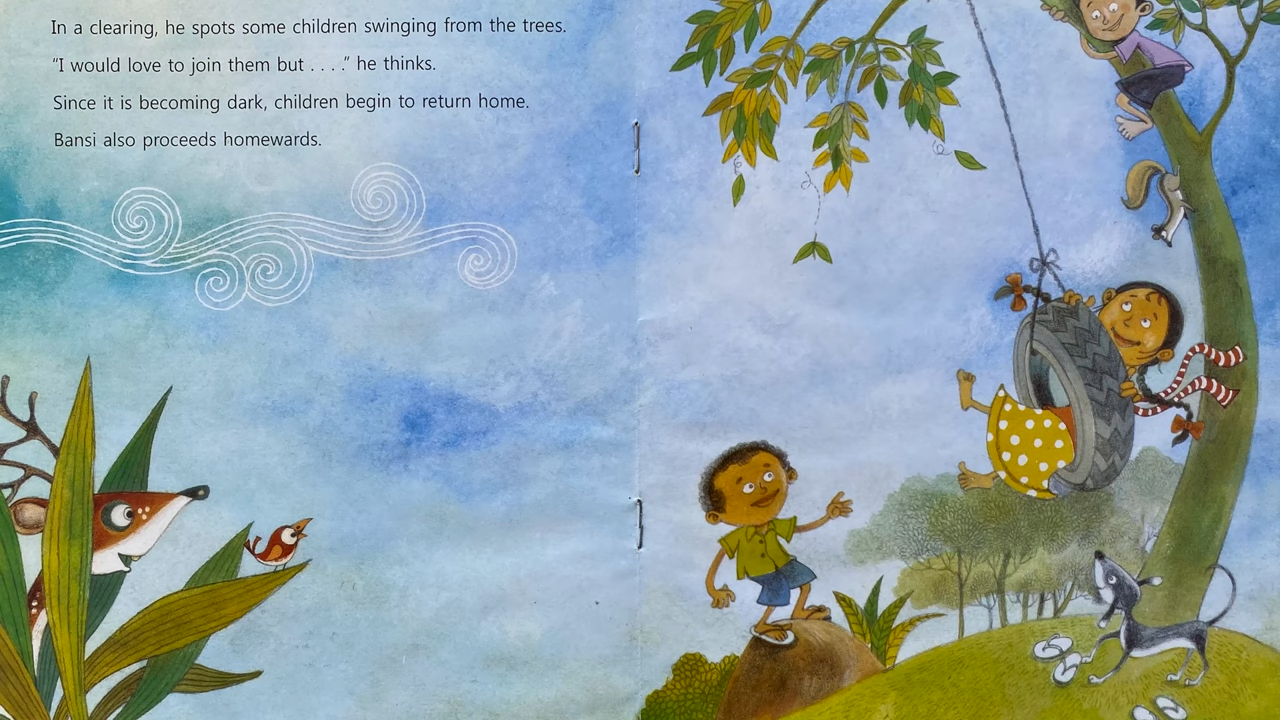 In a clearing, he spots some children swinging from the trees.
“I would love to join them but . . . .” he thinks.
Since it is becoming dark, children begin to return home.
Bansi also proceeds homewards.